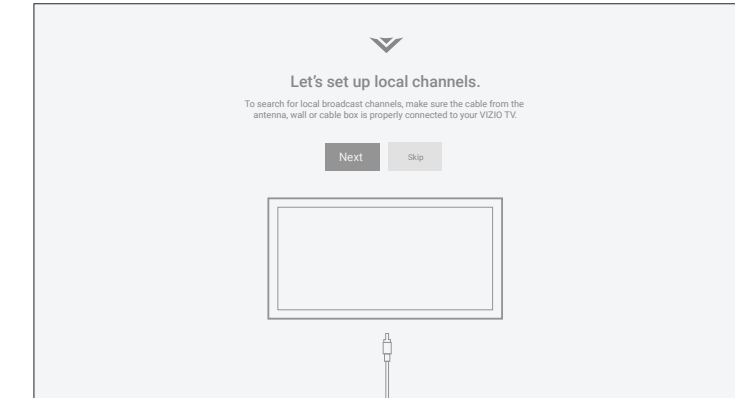 Let’s set up local channels.
To search for local broadcast channels, make sure the cable from the
antenna, wall or cable box is properly connected to your VIZIO TV.
Next Skip